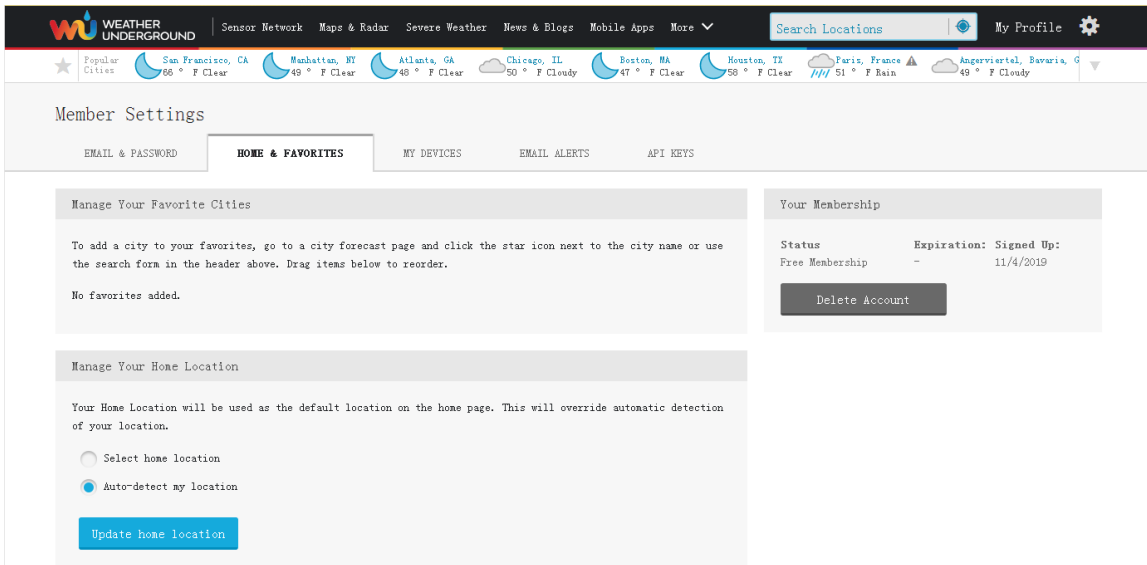 WEATHER
UNDERGROUND
Sensor Network Maps & Radar Severe Weather News & Blogs Mobile Apps More
Search Locations
My Profile
Popular
Cities
San Francisco, CA
66 ° F Clear
Manhattan, NY
49 ° F Clear
Atlanta, GA
48 ° F Clear
Chicago, IL
50 ° F Cloudy
Boston, MA
47 ° F Clear
Houston, TX
58 ° F Clear
Paris, France
51 ° F Rain
Angerviertel, Bavaria, G
49 ° F Cloudy
Member Settings
EMAIL & PASSWORD HOME & FAVORITES MY DEVICES EMAIL ALERTS API KEYS
Manage Your Favorite Cities
To add a city to your favorites, go to a city forecast page and click the star icon next to the city name or use
the search form in the header above. Drag items below to reorder.
No favorites added.
Your Membership
Status Expiration: Signed Up:
Free Membership - 11/4/2019
Delete Account
Manage Your Home Location
Your Home Location will be used as the default location on the home page. This will override automatic detection
of your location.
Select home location
Auto-detect my location
Update home location